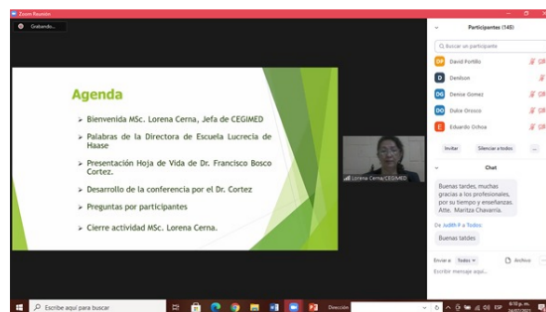 Zoom Reunión
Grabando...
Agenda
Bienvenida MSc. Lorena Cerna, Jefa de CEGIMED
Palabras de la Directora de Escuela Lucrecia de
Haase
Presentación Hoja de Vida de Dr. Francisco Bosco
Cortez.
Desarrollo de la conferencia por el Dr. Cortez
Preguntas por participantes
Cierre actividad MSc. Lorena Cerna.
Lorena Cerna/CEGIMED
Participantes (145)
Buscar un participante
DP David Portillo
D Denilson
DG Denise Gomez
DO Dulce Orozco
E Eduardo Ochoa
Invitar Silenciar a todos ...
Chat
Buenas tardes, muchas
gracias a los profesionales,
por su tiempo y enseñanzas.
Atte. Maritza Chavarria.
De Judith P a Todos:
Buenas tardes
Enviar a Todos Archivo
Escribir mensaje aquí...
Escribe aquí para buscar
Dirección
ESP